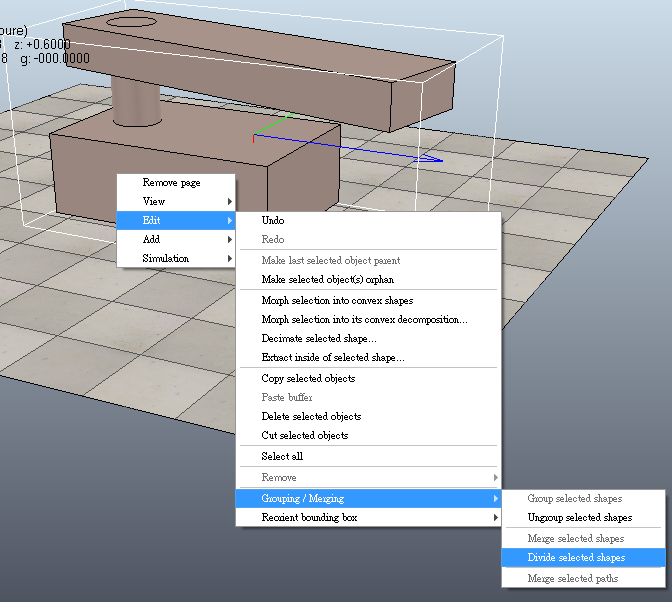 oure)
z: +0.6000
8 g: -000.0000
Remove page
View
Edit
Add
Simulation
Undo
Redo
Make last selected object parent
Make selected object(s) orphan
Morph selection into convex shapes
Morph selection into its convex decomposition...
Decimate selected shape...
Extract inside of selected shape...
Copy selected objects
Paste buffer
Delete selected objects
Cut selected objects
Select all
Remove
Grouping / Merging
Reorient bounding box
Group selected shapes
Ungroup selected shapes
Merge selected shapes
Divide selected shapes
Merge selected paths